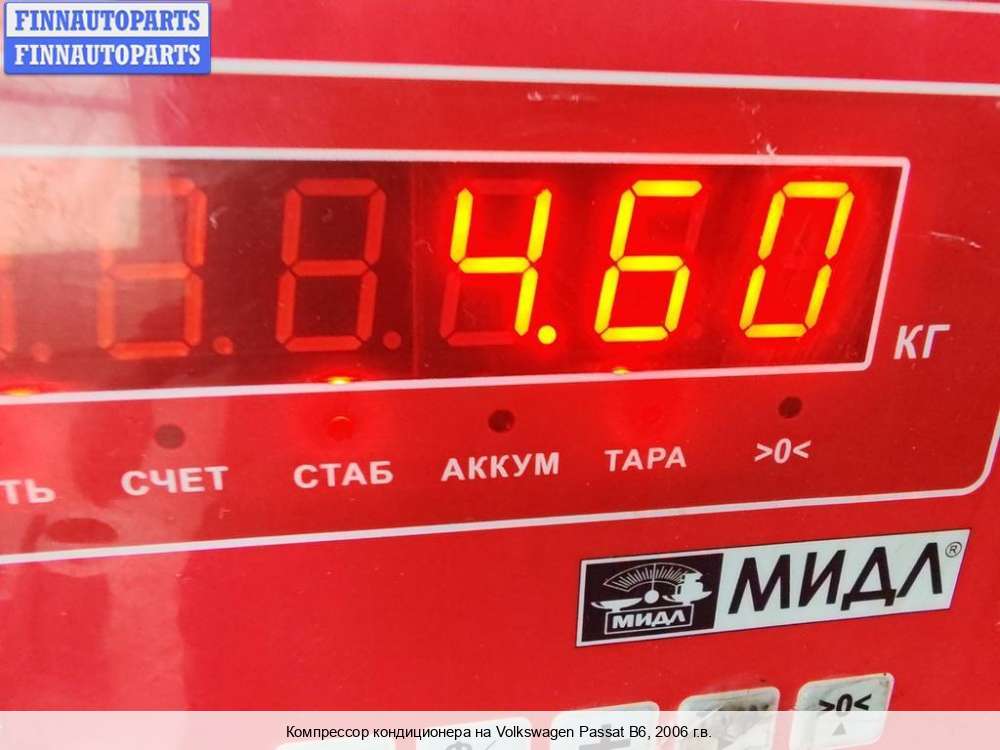 FINNAUTOPARTS
FINNAUTOPARTS
4.60
КГ
ТЬ СЧЕТ СТАБ АККУМ ТАРА >0<
МИДЛ МИДЛ®
>0<
Компрессор кондиционера на Volkswagen Passat B6, 2006 г.в.